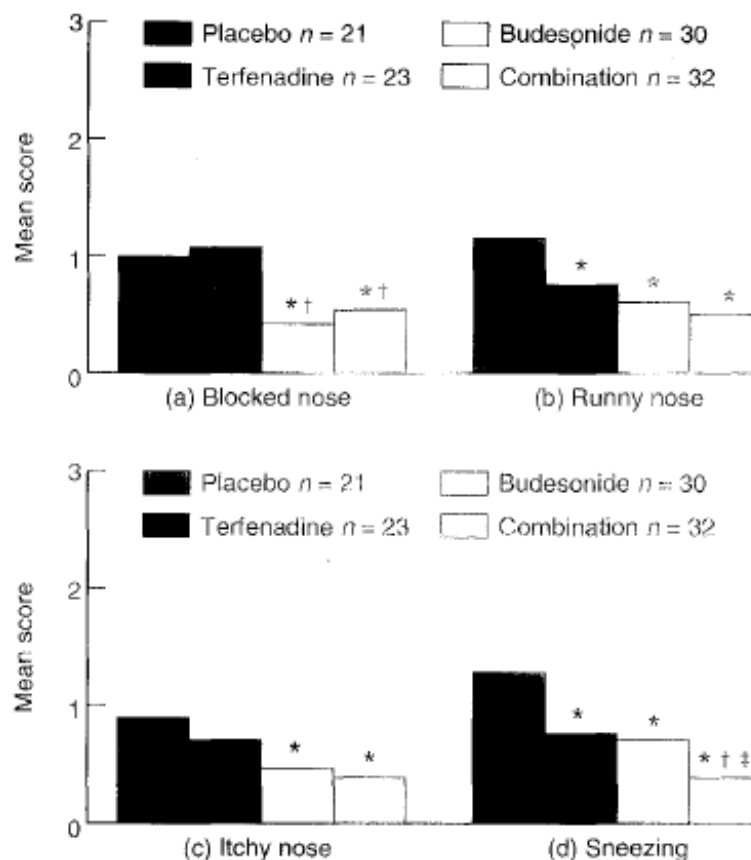 3
Placebo n = 21
Budesonide n = 30
Terfenadine n = 23
Combination n = 32
2
Mean score
1
* †
* †
*
*
*
0
(a) Blocked nose
(b) Runny nose
3
Placebo n = 21
Budesonide n = 30
Terfenadine n = 23
Combination n = 32
2
Mean score
1
*
*
*
*
* † ‡
0
(c) Itchy nose
(d) Sneezing